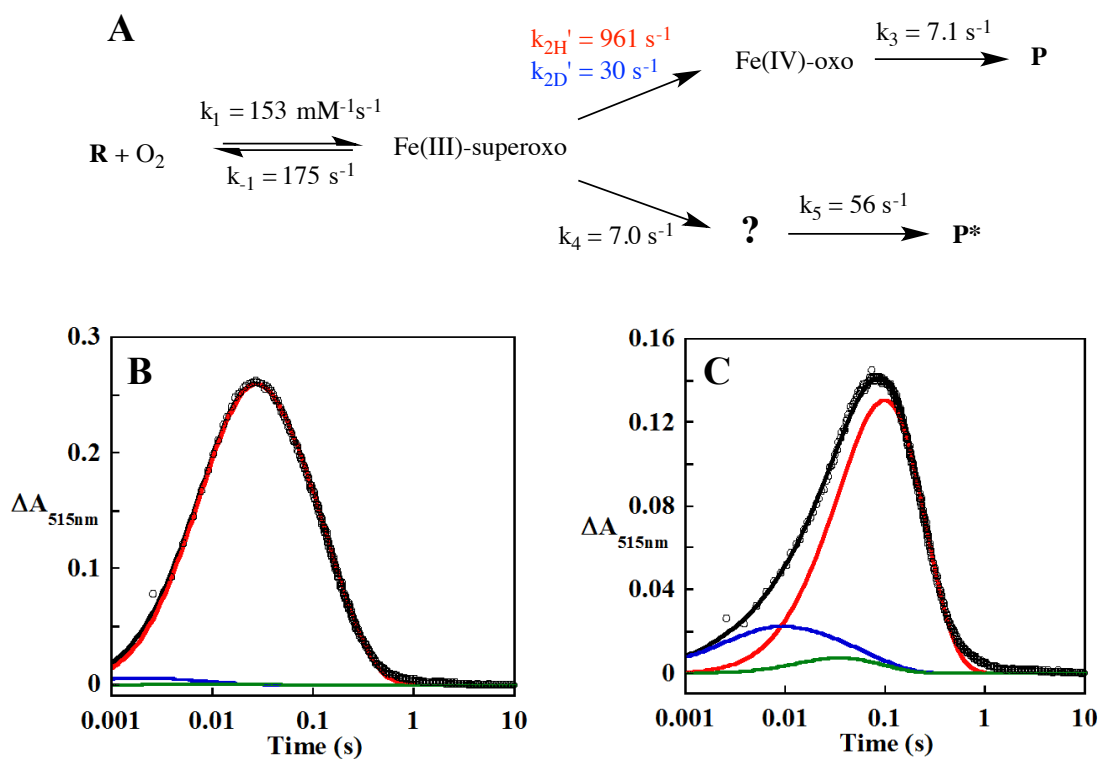 A
k₂H' = 961 s⁻¹
k₂D' = 30 s⁻¹
Fe(IV)-oxo
k₃ = 7.1 s⁻¹
P
k₁ = 153 mM⁻¹s⁻¹
R + O₂
k₋₁ = 175 s⁻¹
Fe(III)-superoxo
k₄ = 7.0 s⁻¹
?
k₅ = 56 s⁻¹
P*
B
0.3
0.2
0.1
0
ΔA₅₁₅nm
0.001 0.01 0.1 1 10
Time (s)
C
0.16
0.12
0.08
0.04
0
ΔA₅₁₅nm
0.001 0.01 0.1 1 10
Time (s)